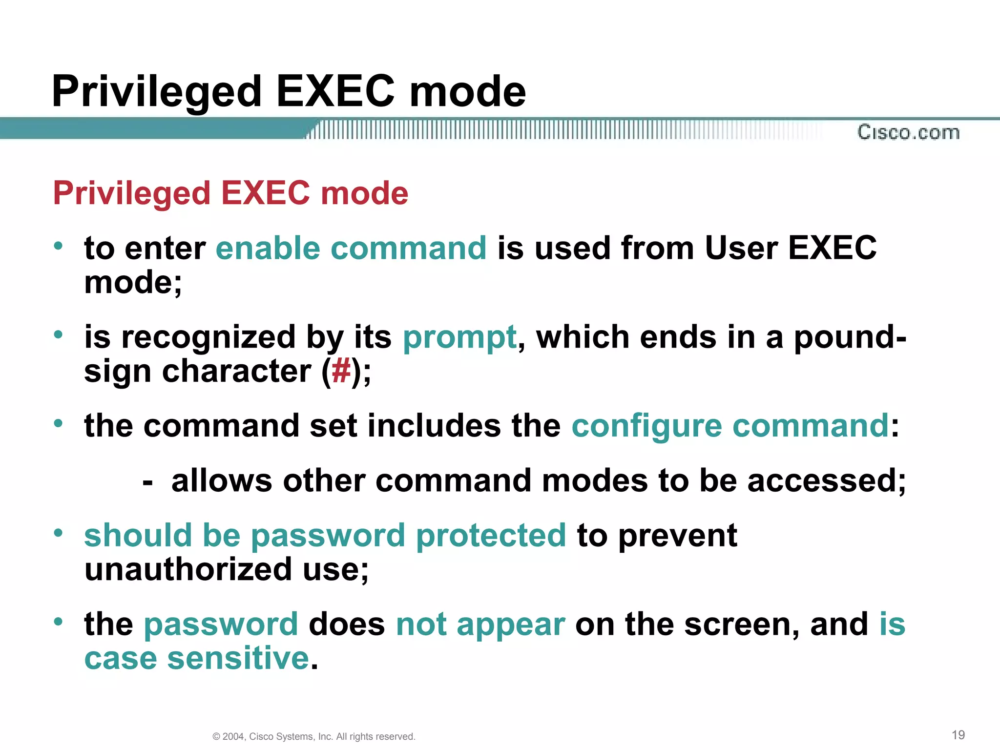 Privileged EXEC mode
Cisco.com
Privileged EXEC mode
• to enter enable command is used from User EXEC
mode;
• is recognized by its prompt, which ends in a pound-
sign character (#);
• the command set includes the configure command:
- allows other command modes to be accessed;
• should be password protected to prevent
unauthorized use;
• the password does not appear on the screen, and is
case sensitive.
© 2004, Cisco Systems, Inc. All rights reserved.
19